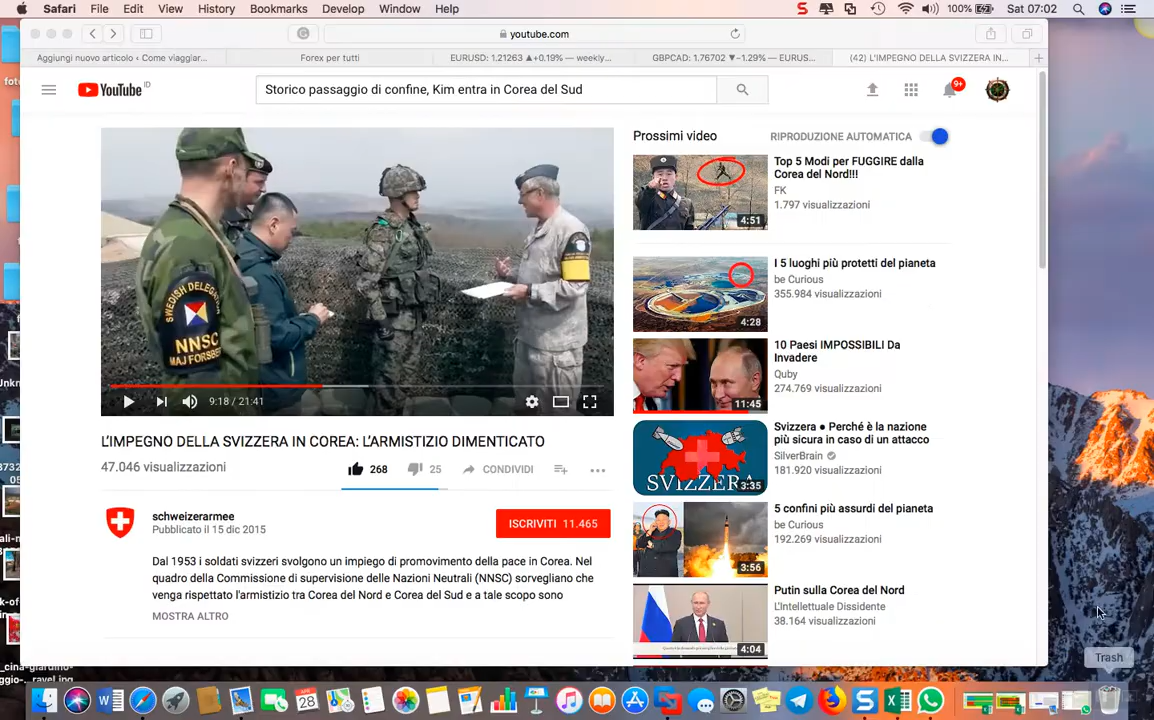 Safari File Edit View History Bookmarks Develop Window Help 100% Sat 07:02
youtube.com
Aggiungi nuovo articolo ‹ Come viaggiar... Forex per tutti EURUSD: 1.21263 ▲+0.19% — weekly... GBPCAD: 1.76702 ▼−1.29% — EURUS... (42) L'IMPEGNO DELLA SVIZZERA IN...
YouTube ID
Storico passaggio di confine, Kim entra in Corea del Sud
9+
SWEDISH DELEGATION
NNSC
MAJ FORSBE
9:18 / 21:41
L'IMPEGNO DELLA SVIZZERA IN COREA: L'ARMISTIZIO DIMENTICATO
47.046 visualizzazioni
268 25 CONDIVIDI
schweizerarmee
Pubblicato il 15 dic 2015
ISCRIVITI 11.465
Dal 1953 i soldati svizzeri svolgono un impiego di promovimento della pace in Corea. Nel
quadro della Commissione di supervisione delle Nazioni Neutrali (NNSC) sorvegliano che
venga rispettato l'armistizio tra Corea del Nord e Corea del Sud e a tale scopo sono
MOSTRA ALTRO
Prossimi video RIPRODUZIONE AUTOMATICA
Top 5 Modi per FUGGIRE dalla
Corea del Nord!!!
FK
1.797 visualizzazioni
4:51
I 5 luoghi più protetti del pianeta
be Curious
355.984 visualizzazioni
4:28
10 Paesi IMPOSSIBILI Da
Invadere
Quby
274.769 visualizzazioni
11:45
Svizzera ● Perché è la nazione
più sicura in caso di un attacco
SilverBrain
181.920 visualizzazioni
SVIZZERA
3:35
5 confini più assurdi del pianeta
be Curious
192.269 visualizzazioni
3:56
Putin sulla Corea del Nord
L'Intellettuale Dissidente
38.164 visualizzazioni
4:04
Trash
foto
Unkn
3732
05
ali-m
k-of-
_cina-giardino-
_ravel.jpg
28